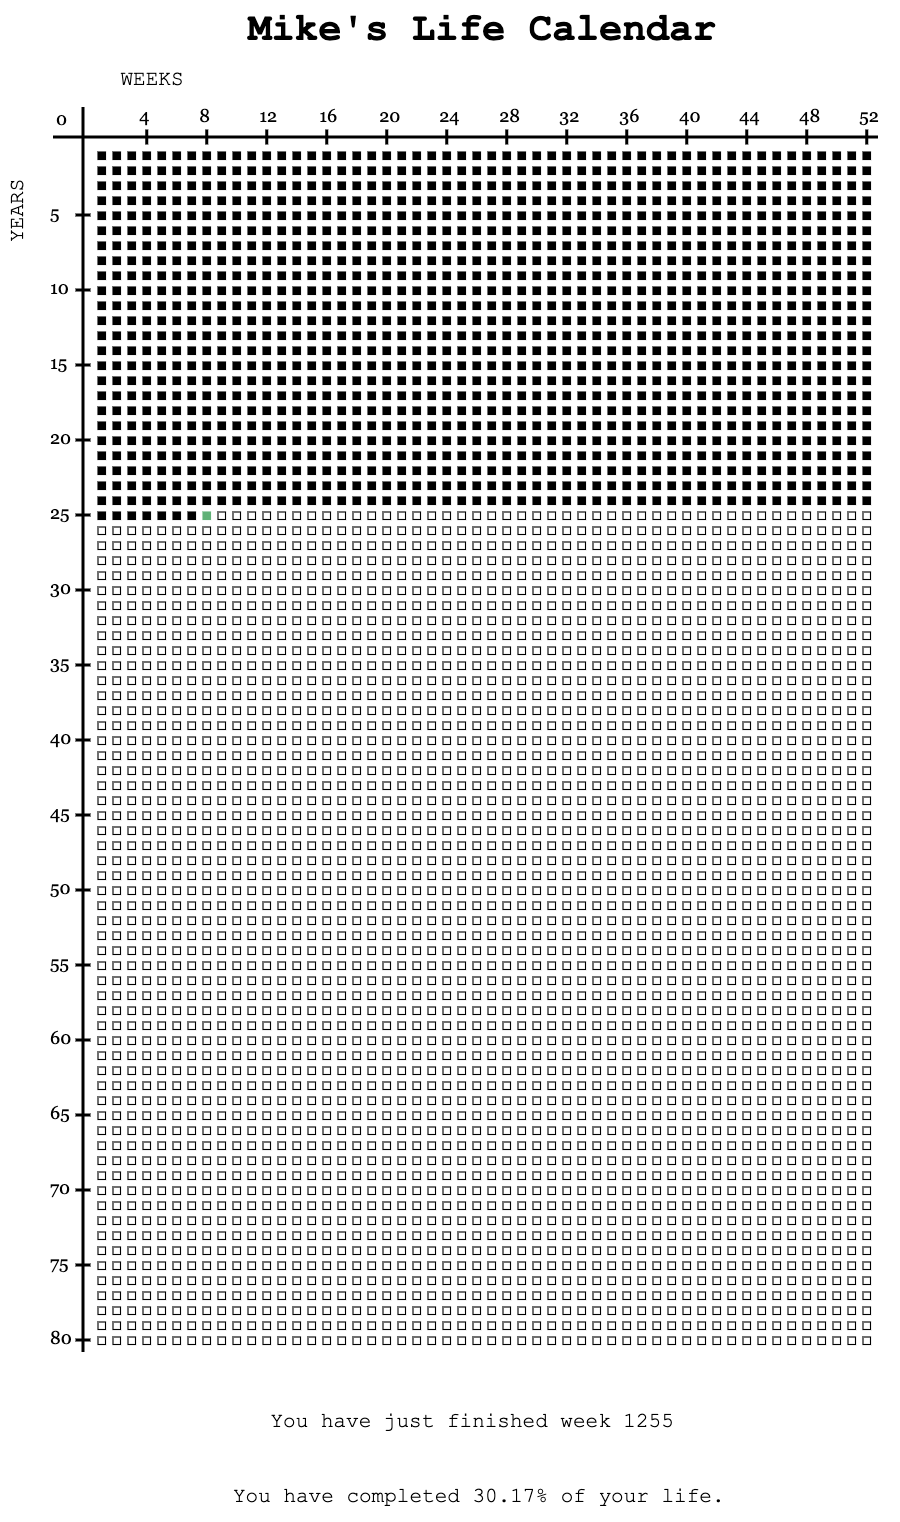 Mike's Life Calendar
WEEKS
0 4 8 12 16 20 24 28 32 36 40 44 48 52
YEARS
5
10
15
20
25
30
35
40
45
50
55
60
65
70
75
80
You have just finished week 1255
You have completed 30.17% of your life.